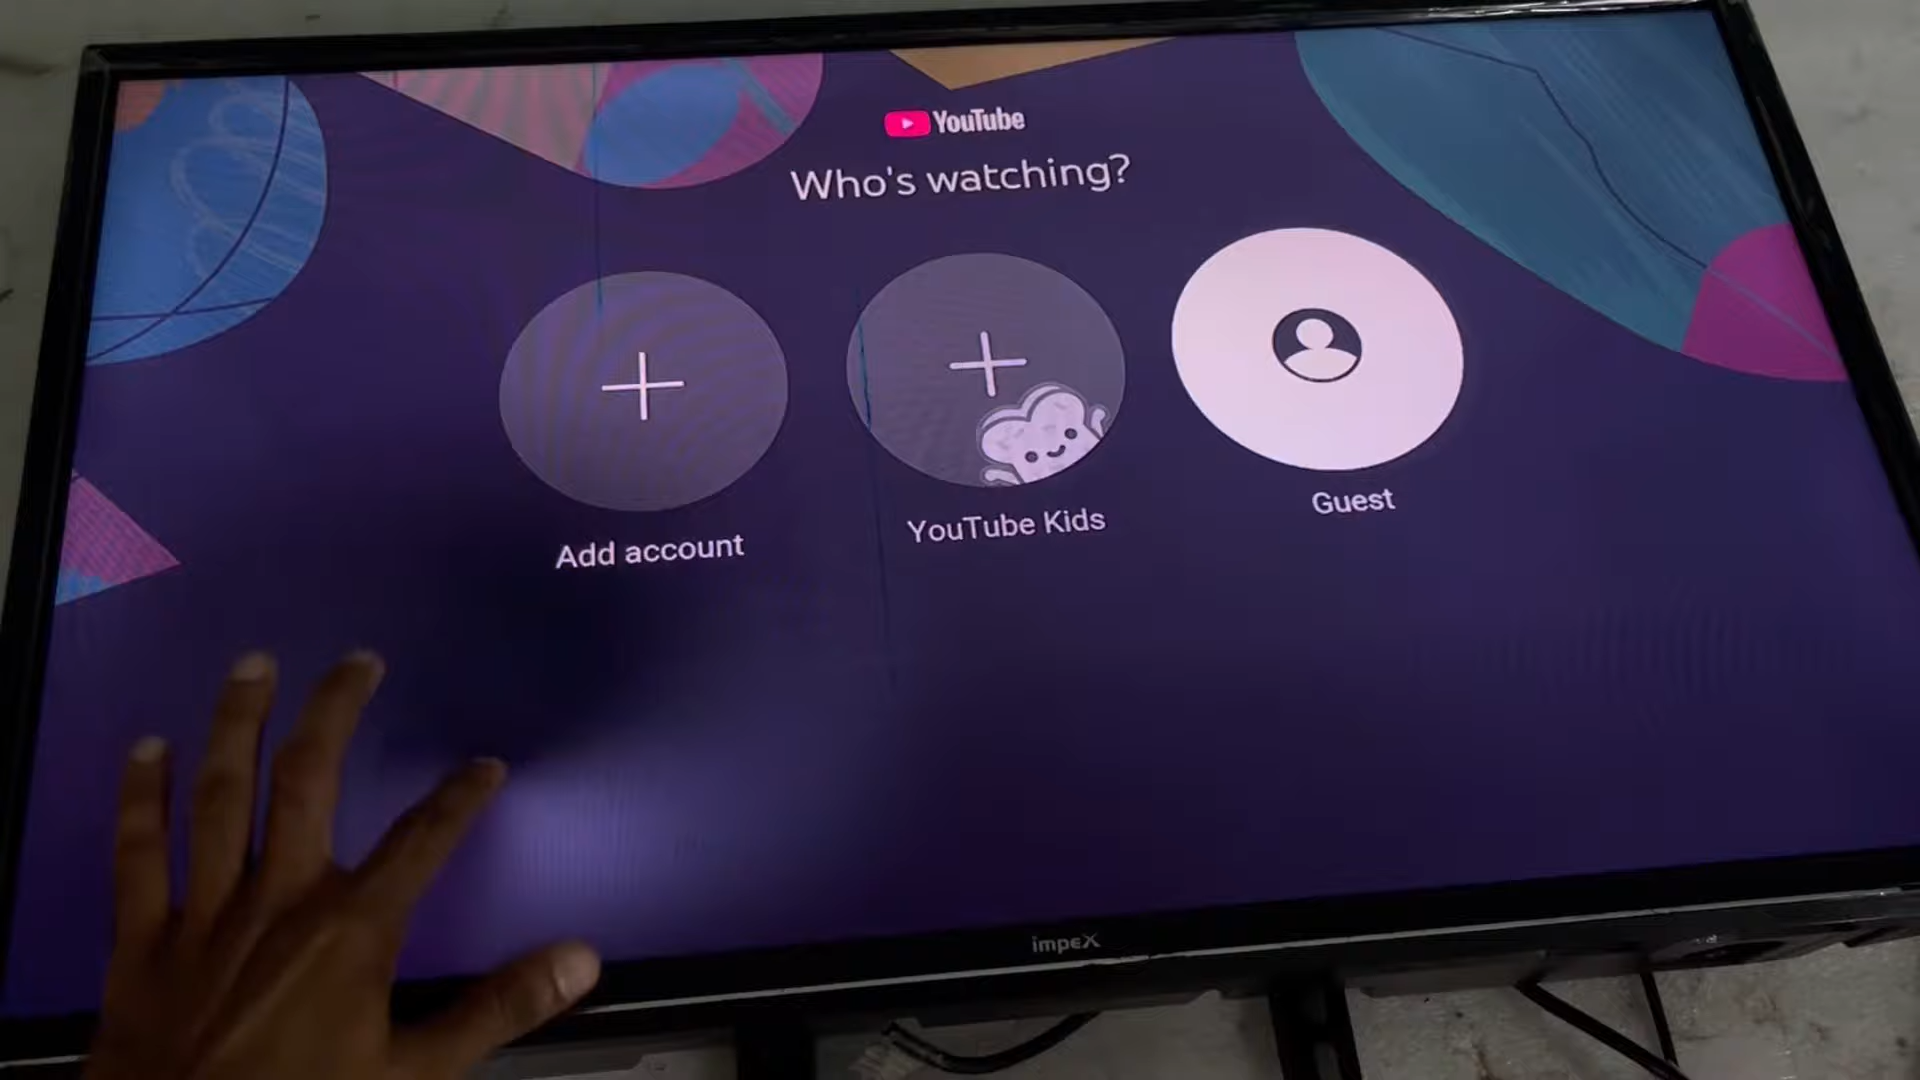 YouTube
Who's watching?
Add account
YouTube Kids
Guest
impex